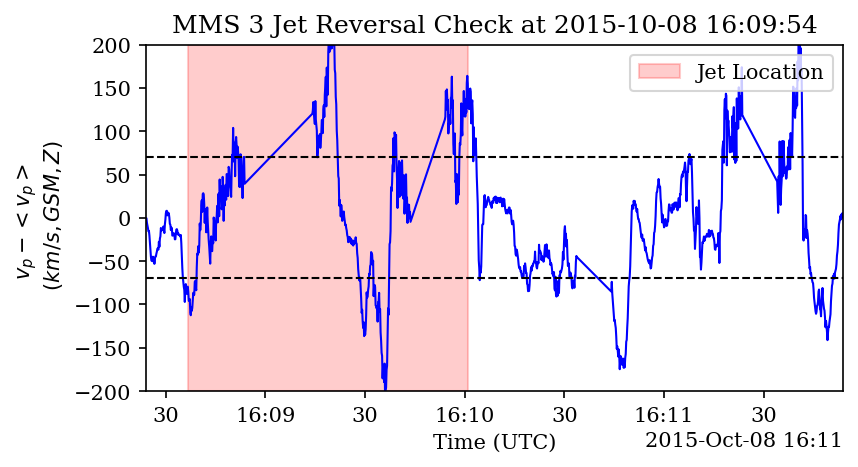 MMS 3 Jet Reversal Check at 2015-10-08 16:09:54
Jet Location
v_p - <v_p>
(km/s, GSM, Z)
200
150
100
50
0
−50
−100
−150
−200
30 16:09 30 16:10 30 16:11 30
Time (UTC)
2015-Oct-08 16:11